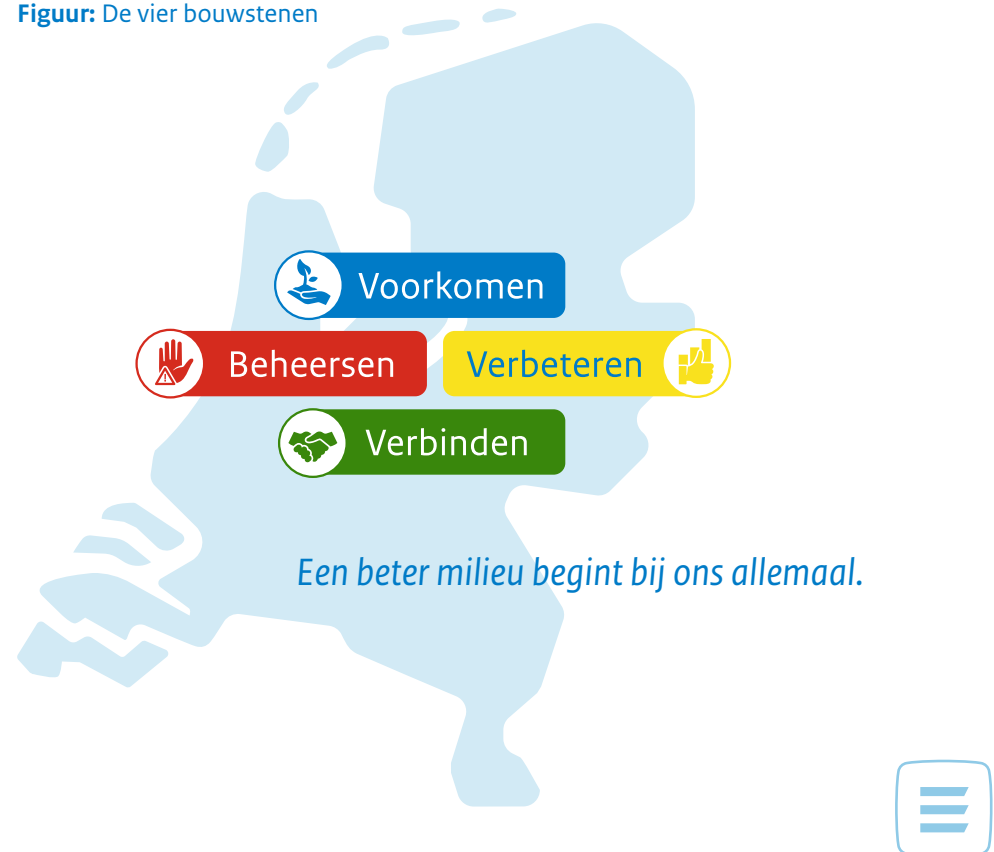 Figuur: De vier bouwstenen
Voorkomen
Beheersen
Verbeteren
Verbinden
Een beter milieu begint bij ons allemaal.